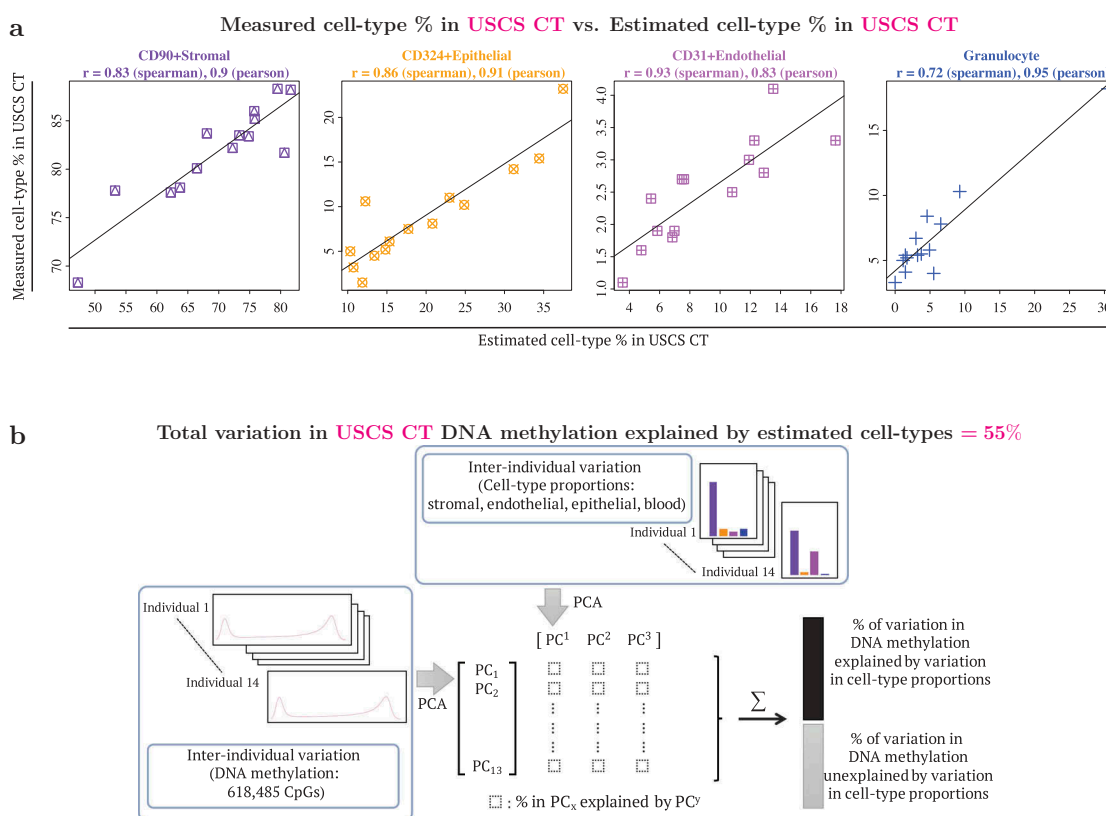 a
Measured cell-type % in USCS CT vs. Estimated cell-type % in USCS CT
CD90+Stromal
r = 0.83 (spearman), 0.9 (pearson)
CD324+Epithelial
r = 0.86 (spearman), 0.91 (pearson)
CD31+Endothelial
r = 0.93 (spearman), 0.83 (pearson)
Granulocyte
r = 0.72 (spearman), 0.95 (pearson
Measured cell-type % in USCS CT
85
80
75
70
50 55 60 65 70 75 80
20
15
10
5
10 15 20 25 30 35
4.0
3.5
3.0
2.5
2.0
1.5
1.0
4 6 8 10 12 14 16 18
15
10
5
0 5 10 15 20 25 30
Estimated cell-type % in USCS CT
b
Total variation in USCS CT DNA methylation explained by estimated cell-types = 55%
Inter-individual variation
(Cell-type proportions:
stromal, endothelial, epithelial, blood)
Individual 1
Individual 14
PCA
Individual 1
Individual 14
PCA
Inter-individual variation
(DNA methylation:
618,485 CpGs)
[ PC¹ PC² PC³ ]
PC₁
PC₂
PC₁₃
: % in PCₓ explained by PCʸ
∑
% of variation in
DNA methylation
explained by variation
in cell-type proportions
% of variation in
DNA methylation
unexplained by variation
in cell-type proportions